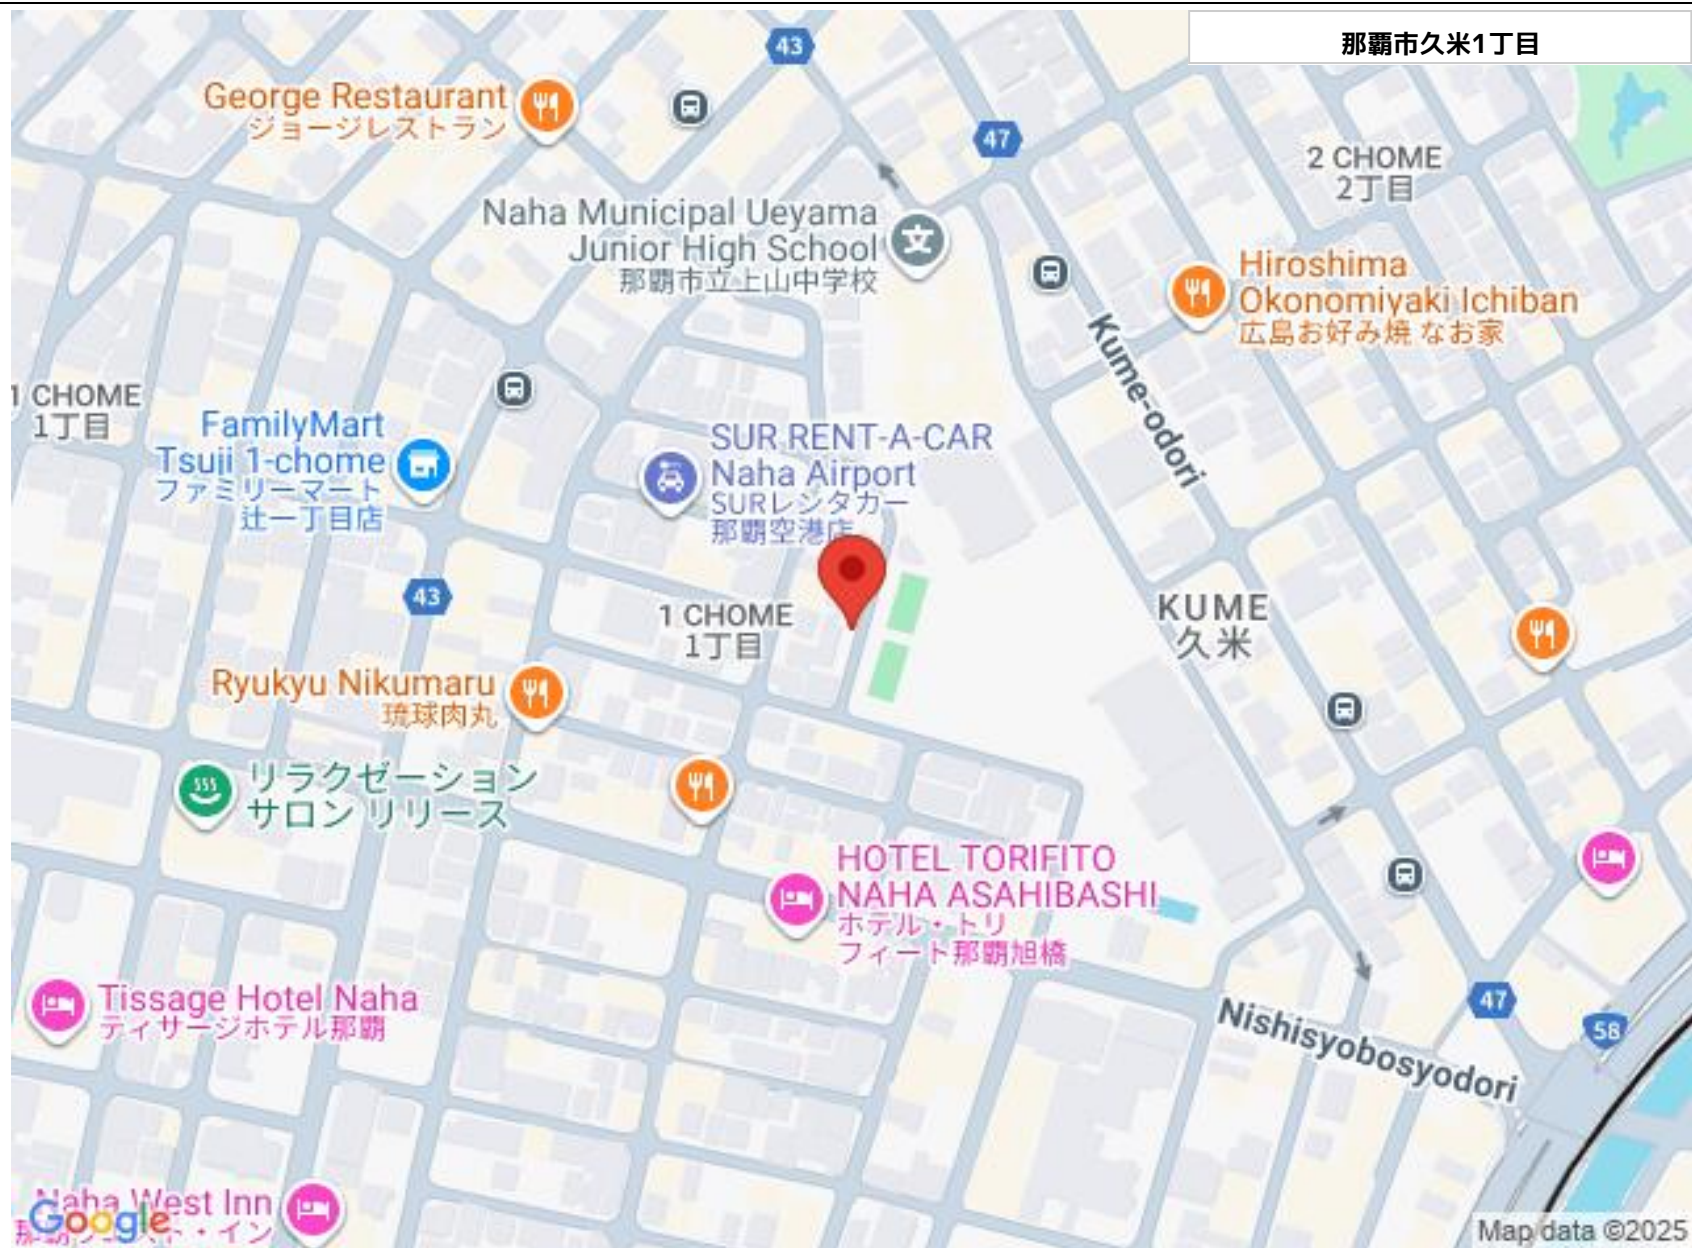 那覇市久米1丁目
43
George Restaurant
ジョージレストラン
47
2 CHOME
2丁目
Naha Municipal Ueyama
Junior High School
那覇市立上山中学校
Hiroshima
Okonomiyaki Ichiban
広島お好み焼 なお家
Kume-odori
1 CHOME
1丁目
FamilyMart
Tsuji 1-chome
ファミリーマート
辻一丁目店
SUR RENT-A-CAR
Naha Airport
SURレンタカー
那覇空港店
43
1 CHOME
1丁目
KUME
久米
Ryukyu Nikumaru
琉球肉丸
リラクゼーション
サロン リリース
HOTEL TORIFITO
NAHA ASAHIBASHI
ホテル・トリ
フィート那覇旭橋
Tissage Hotel Naha
ティサージホテル那覇
47
58
Nishisyobosyodori
Naha West Inn
Google
Map data ©2025